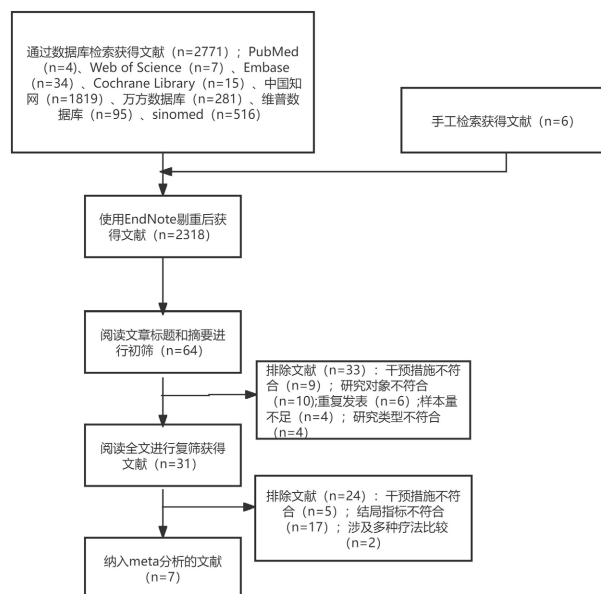 通过数据库检索获得文献（n=2771）；PubMed
（n=4)、Web of Science（n=7）、Embase
（n=34）、Cochrane Library（n=15）、中国知
网（n=1819）、万方数据库（n=281）、维普数
据库（n=95）、sinomed（n=516）
手工检索获得文献（n=6）
使用EndNote剔重后获
得文献（n=2318）
阅读文章标题和摘要进
行初筛（n=64）
排除文献（n=33）：干预措施不符
合（n=9）；研究对象不符合
（n=10);重复发表（n=6）;样本量
不足（n=4）；研究类型不符合
（n=4）
阅读全文进行复筛获得
文献（n=31）
排除文献（n=24）：干预措施不符
合（n=5）；结局指标不符合
（n=17）；涉及多种疗法比较
（n=2）
纳入meta分析的文献
（n=7）